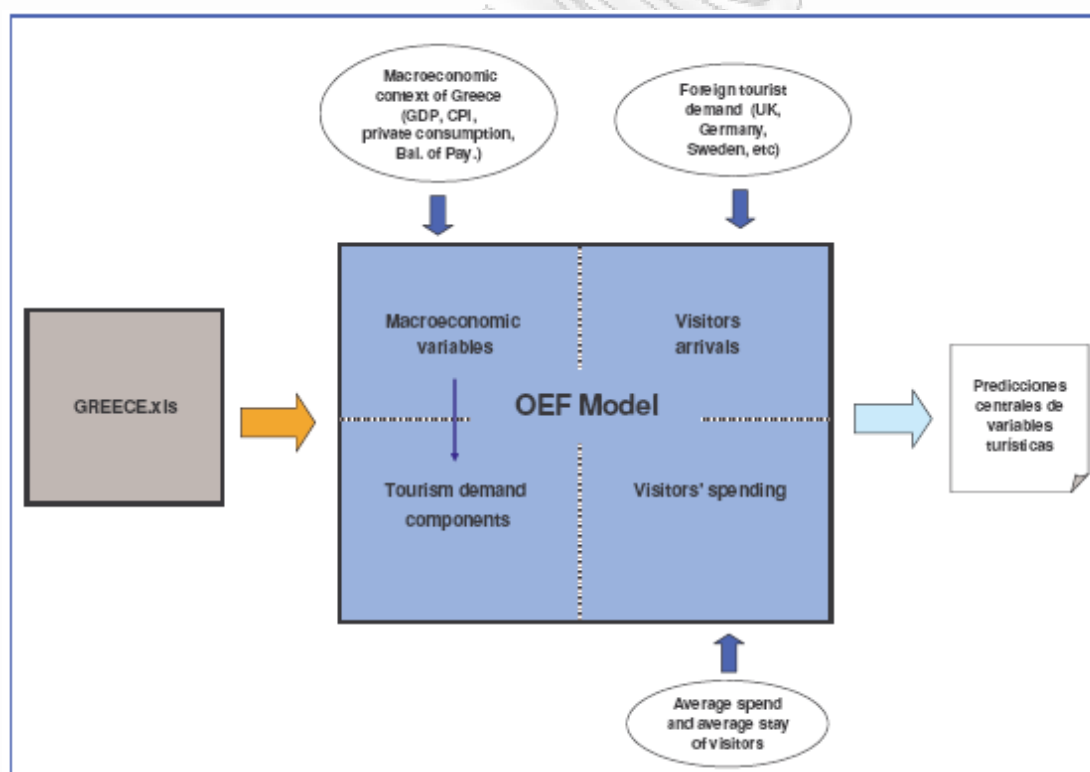 Macroeconomic
context of Greece
(GDP, CPI,
private consumption,
Bal. of Pay.)
Foreign tourist
demand (UK,
Germany,
Sweden, etc)
GREECE.xls
Macroeconomic
variables
Visitors
arrivals
OEF Model
Tourism demand
components
Visitors' spending
Predicciones
centrales de
variables
turísticas
Average spend
and average stay
of visitors